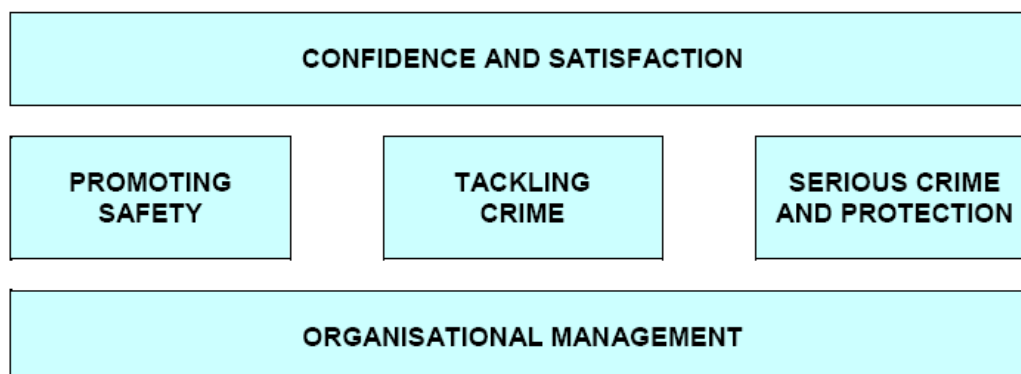 CONFIDENCE AND SATISFACTION
PROMOTING
SAFETY
TACKLING
CRIME
SERIOUS CRIME
AND PROTECTION
ORGANISATIONAL MANAGEMENT